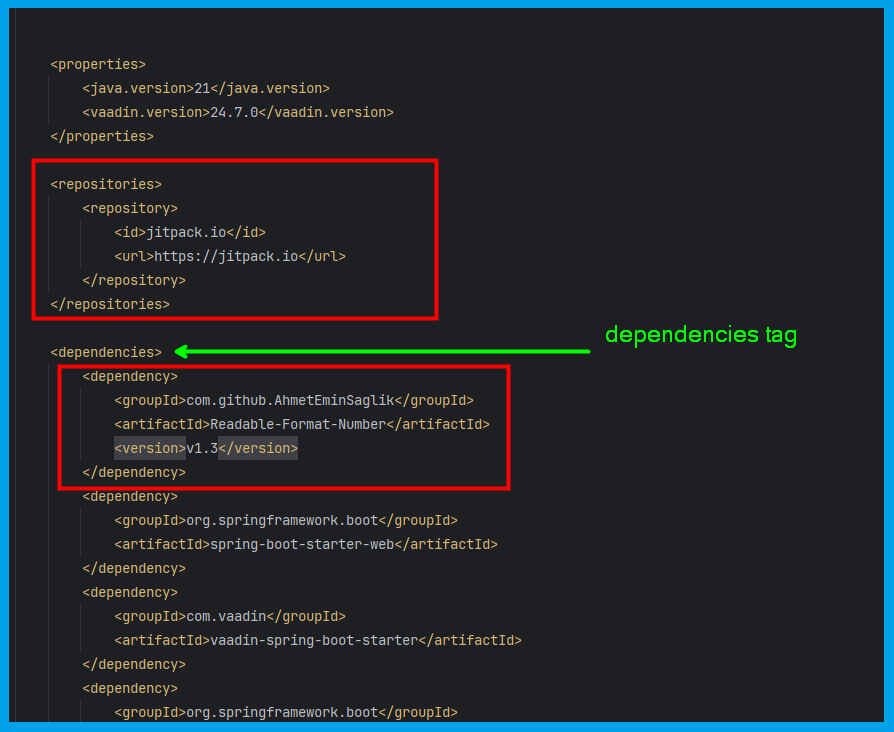 <properties>
<java.version>21</java.version>
<vaadin.version>24.7.0</vaadin.version>
</properties>
<repositories>
<repository>
<id>jitpack.io</id>
<url>https://jitpack.io</url>
</repository>
</repositories>
dependencies tag
<dependencies>
<dependency>
<groupId>com.github.AhmetEminSaglik</groupId>
<artifactId>Readable-Format-Number</artifactId>
<version>v1.3</version>
</dependency>
<dependency>
<groupId>org.springframework.boot</groupId>
<artifactId>spring-boot-starter-web</artifactId>
</dependency>
<dependency>
<groupId>com.vaadin</groupId>
<artifactId>vaadin-spring-boot-starter</artifactId>
</dependency>
<dependency>
<groupId>org.springframework.boot</groupId>